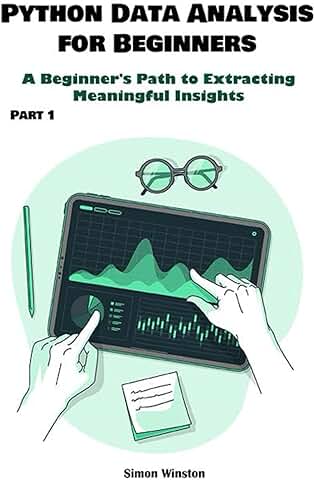 Python Data Analysis
for Beginners
A Beginner's Path to Extracting
Meaningful Insights
Part 1
Simon Winston